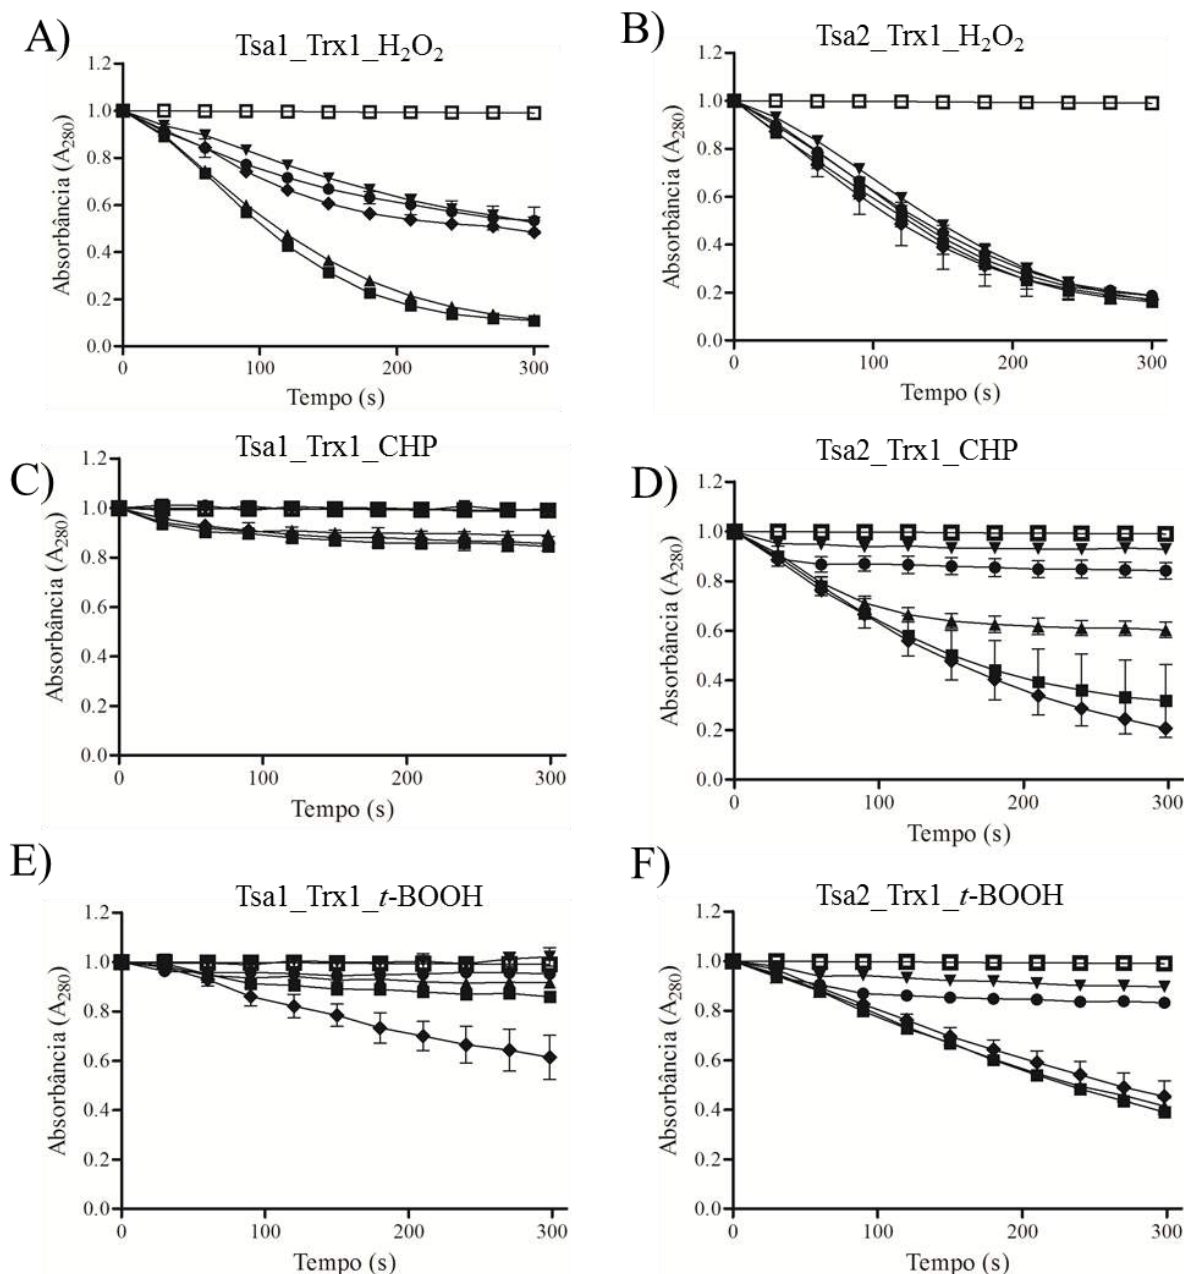 A)
Tsa1_Trx1_H₂O₂
1.2
1.0
0.8
0.6
0.4
0.2
0.0
Absorbância (A₂₈₀)
0 100 200 300
Tempo (s)
B)
Tsa2_Trx1_H₂O₂
1.2
1.0
0.8
0.6
0.4
0.2
0.0
Absorbância (A₂₈₀)
0 100 200 300
Tempo (s)
C)
Tsa1_Trx1_CHP
1.2
1.0
0.8
0.6
0.4
0.2
0.0
Absorbância (A₂₈₀)
0 100 200 300
Tempo (s)
D)
Tsa2_Trx1_CHP
1.2
1.0
0.8
0.6
0.4
0.2
0.0
Absorbância (A₂₈₀)
0 100 200 300
Tempo (s)
E)
Tsa1_Trx1_t-BOOH
1.2
1.0
0.8
0.6
0.4
0.2
0.0
Absorbância (A₂₈₀)
0 100 200 300
Tempo (s)
F)
Tsa2_Trx1_t-BOOH
1.2
1.0
0.8
0.6
0.4
0.2
0.0
Absorbância (A₂₈₀)
0 100 200 300
Tempo (s)